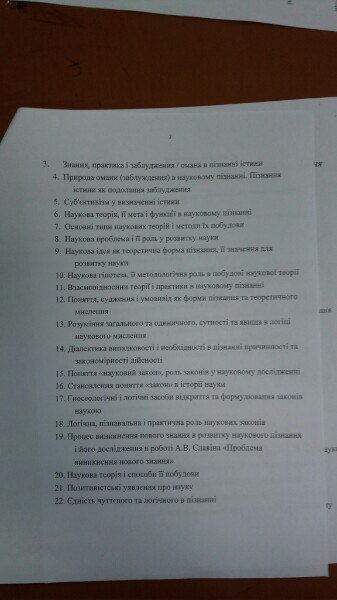 3. Знання, практика і заблудження / омана в пізнанні істини
4. Природа омани (заблуження) в науковому пізнанні. Пізнання
істини як подолання заблудження
5. Суб'єктивізм у визначенні істини
6. Наукова теорія, її мета і функції в науковому пізнанні
7. Основні типи наукових теорій і методи їх побудови
8. Наукова проблема і її роль у розвитку науки
9. Наукова ідея як теоретична форма пізнання, її значення для
розвитку науки
10. Наукова гіпотеза, її методологічна роль в побудові наукової теорії
11. Взаємовідносини теорії і практики в науковому пізнанні
12. Поняття, судження і умовивід як форми пізнання та теоретичного
мислення
13. Розуміння загального та одиничного, сутності та явища в логіці
наукового мислення
14. Діалектика випадковості і необхідності в пізнанні причинності та
закономірності дійсності
15. Поняття «науковий закон», роль законів у науковому дослідженні
16. Становлення поняття «закон» в історії науки
17. Гносеологічні і логічні засоби відкриття та формулювання законів
наукою
18. Логічна, пізнавальна і практична роль наукових законів
19. Процес виникнення нового знання в розвитку наукового пізнання
і його дослідження в роботі А.В. Славіна «Проблема
виникнення нового знання»
20. Наукова теорія і способи її побудови
21. Позитивістські уявлення про науку
22. Єдність чуттєвого та логічного в пізнанні